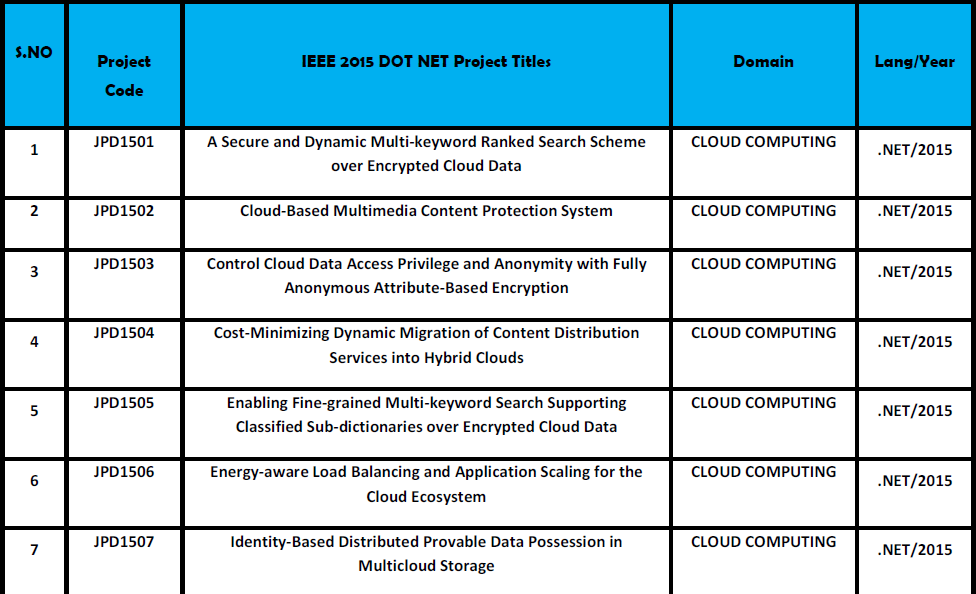 S.NO
Project
Code
IEEE 2015 DOT NET Project Titles
Domain
Lang/Year
1
JPD1501
A Secure and Dynamic Multi-keyword Ranked Search Scheme
over Encrypted Cloud Data
CLOUD COMPUTING
.NET/2015
2
JPD1502
Cloud-Based Multimedia Content Protection System
CLOUD COMPUTING
.NET/2015
3
JPD1503
Control Cloud Data Access Privilege and Anonymity with Fully
Anonymous Attribute-Based Encryption
CLOUD COMPUTING
.NET/2015
4
JPD1504
Cost-Minimizing Dynamic Migration of Content Distribution
Services into Hybrid Clouds
CLOUD COMPUTING
.NET/2015
5
JPD1505
Enabling Fine-grained Multi-keyword Search Supporting
Classified Sub-dictionaries over Encrypted Cloud Data
CLOUD COMPUTING
.NET/2015
6
JPD1506
Energy-aware Load Balancing and Application Scaling for the
Cloud Ecosystem
CLOUD COMPUTING
.NET/2015
7
JPD1507
Identity-Based Distributed Provable Data Possession in
Multicloud Storage
CLOUD COMPUTING
.NET/2015